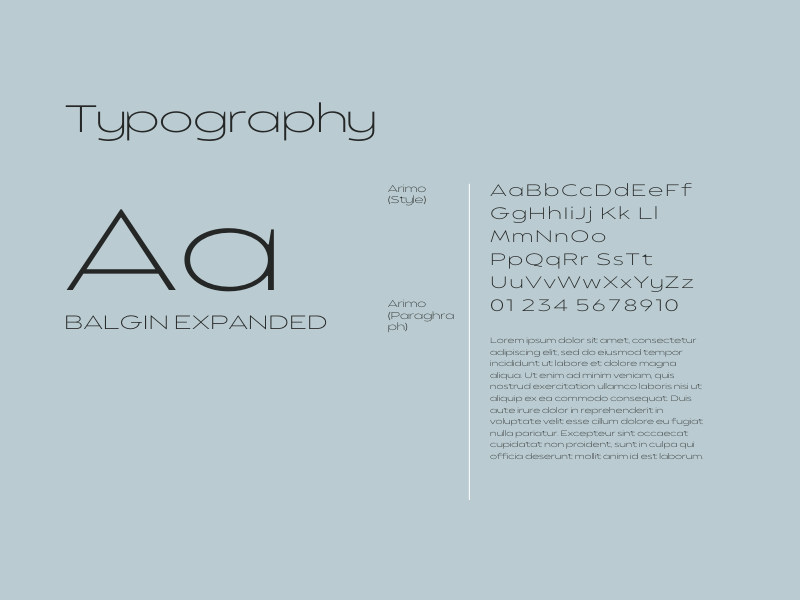 Typography
Aa
BALGIN EXPANDED
Arimo
(Style)
Arimo
(Paraghra
ph)
AaBbCcDdEeFf
GgHhIiJj Kk Ll
MmNnOo
PpQqRr SsTt
UuVvWwXxYyZz
01 234 5678910
Lorem ipsum dolor sit amet, consectetur
adipiscing elit, sed do eiusmod tempor
incididunt ut labore et dolore magna
aliqua. Ut enim ad minim veniam, quis
nostrud exercitation ullamco laboris nisi ut
aliquip ex ea commodo consequat. Duis
aute irure dolor in reprehenderit in
voluptate velit esse cillum dolore eu fugiat
nulla pariatur. Excepteur sint occaecat
cupidatat non proident, sunt in culpa qui
officia deserunt mollit anim id est laborum.